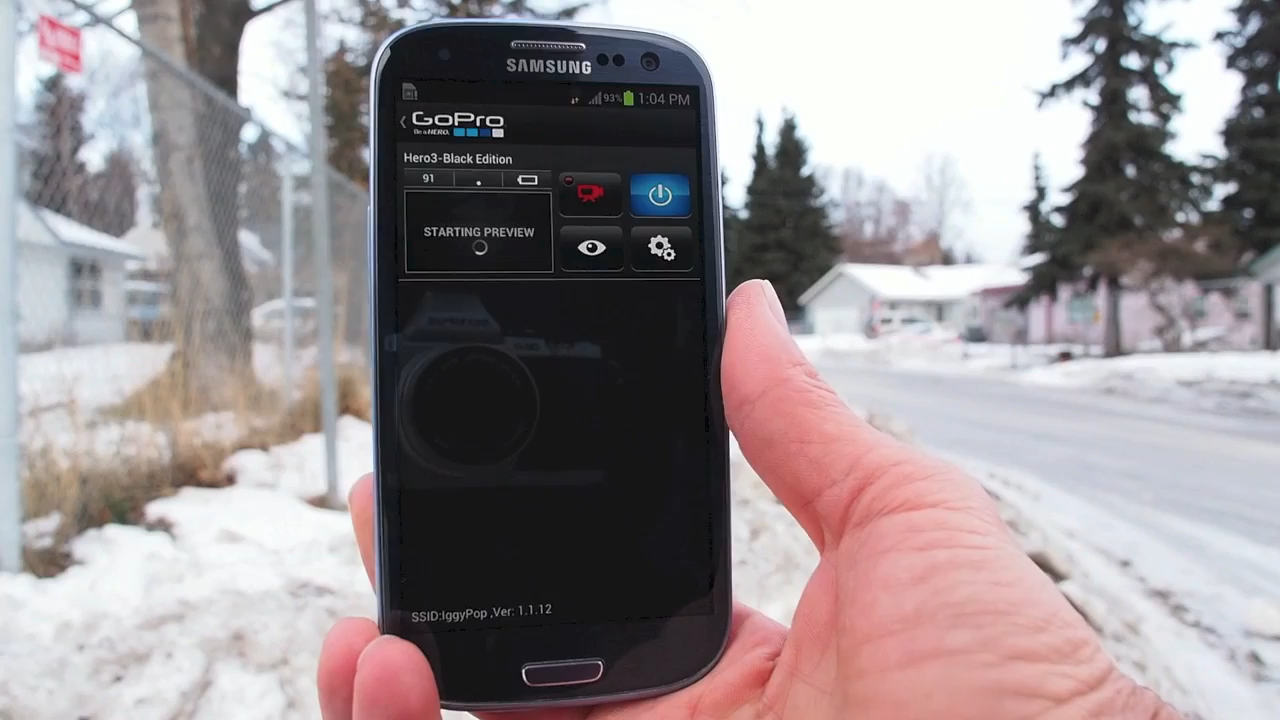 SAMSUNG
93% 1:04 PM
GoPro
Be a HERO.
Hero3-Black Edition
91
STARTING PREVIEW
SSID:IggyPop ,Ver: 1.1.12